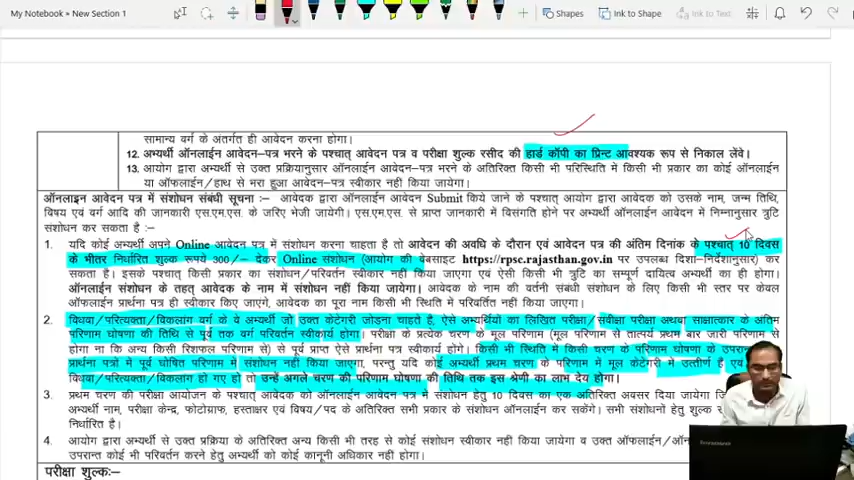 My Notebook » New Section 1
Shapes
Ink to Shape
Ink to Text
सामान्य वर्ग के अंतर्गत ही आवेदन करना होगा।
12. अभ्यर्थी ऑनलाईन आवेदन-पत्र भरने के पश्चात् आवेदन पत्र व परीक्षा शुल्क रसीद की हार्ड कॉपी का प्रिन्ट आवश्यक रूप से निकाल लेवें।
13. आयोग द्वारा अभ्यर्थी से उक्त प्रक्रियानुसार ऑनलाईन आवेदन-पत्र भरने के अतिरिक्त किसी भी परिस्थिति में किसी भी प्रकार का कोई ऑनलाईन
या ऑफलाईन/हाथ से भरा हुआ आवेदन-पत्र स्वीकार नहीं किया जायेगा।
ऑनलाइन आवेदन पत्र में संशोधन संबंधी सूचना :- आवेदक द्वारा ऑनलाईन आवेदन Submit किये जाने के पश्चात् आयोग द्वारा आवेदक को उसके नाम, जन्म तिथि,
विषय एवं वर्ग आदि की जानकारी एस.एम.एस. के जरिए भेजी जायेगी। एस.एम.एस. से प्राप्त जानकारी में विसंगति होने पर अभ्यर्थी ऑनलाईन आवेदन में निम्नानुसार त्रुटि
संशोधन कर सकता है :-
1. यदि कोई अभ्यर्थी अपने Online आवेदन पत्र में संशोधन करना चाहता है तो आवेदन की अवधि के दौरान एवं आवेदन पत्र की अंतिम दिनांक के पश्चात् 10 दिवस
के भीतर निर्धारित शुल्क रूपये 300/- देकर Online संशोधन (आयोग की वेबसाइट https://rpsc.rajasthan.gov.in पर उपलब्ध दिशा-निर्देशानुसार) कर
सकता है। इसके पश्चात् किसी प्रकार का संशोधन/परिवर्तन स्वीकार नहीं किया जाएगा एवं ऐसी किसी भी त्रुटि का सम्पूर्ण दायित्व अभ्यर्थी का ही होगा।
ऑनलाईन संशोधन के तहत् आवेदक के नाम में संशोधन नहीं किया जायेगा। आवेदक के नाम की वर्तनी संबंधी संशोधन के लिए किसी भी स्तर पर केवल
ऑफलाईन प्रार्थना पत्र ही स्वीकार किए जाएंगे, आवेदक का पूरा नाम किसी भी स्थिति में परिवर्तित नहीं किया जाएगा।
2. विधवा/परित्यक्ता/विकलांग वर्ग के वे अभ्यर्थी जो उक्त केटगरी जोड़ना चाहते है, ऐसे अभ्यर्थियों का लिखित परीक्षा/संवीक्षा परीक्षा अथवा साक्षात्कार के अंतिम
परिणाम घोषणा की तिथि से पूर्व तक वर्ग परिवर्तन स्वीकार्य होगा। परीक्षा के प्रत्येक चरण के मूल परिणाम (मूल परिणाम से तात्पर्य प्रथम बार जारी परिणाम से
होगा ना कि अन्य किसी रिशफल परिणाम से) से पूर्व प्राप्त ऐसे प्रार्थना पत्र स्वीकार्य होगे। किसी भी स्थिति में किसी चरण के परिणाम घोषणा के उपरा
प्रार्थना पत्रों में पूर्व घोषित परिणाम में संशोधन नहीं किया जाएगा, परन्तु यदि कोई अभ्यर्थी प्रथम चरण के परिणाम में मूल केटेगरी में उत्तीर्ण है एवं
विधवा/परित्यक्ता/विकलांग हो गए हो तो उन्हें अगले चरण की परिणाम घोषणा की तिथि तक इस श्रेणी का लाभ देय होगा।
3. प्रथम चरण की परीक्षा आयोजन के पश्चात् आवेदक को ऑनलाईन आवेदन पत्र में संशोधन हेतु 10 दिवस का एक अतिरिक्त अवसर दिया जायेगा
अभ्यर्थी नाम, परीक्षा केन्द्र, फोटोग्राफ, हस्ताक्षर एवं विषय/पद के अतिरिक्त सभी प्रकार के संशोधन ऑनलाईन कर सकेंगे। सभी संशोधनों हेतु शुल्क
निर्धारित है।
4. आयोग द्वारा अभ्यर्थी से उक्त प्रक्रिया के अतिरिक्त अन्य किसी भी तरह से कोई संशोधन स्वीकार नहीं किया जायेगा व उक्त ऑफलाईन/ऑन
उपरान्त कोई भी परिवर्तन करने हेतु अभ्यर्थी को कोई कानूनी अधिकार नहीं होगा।
परीक्षा शुल्क:-